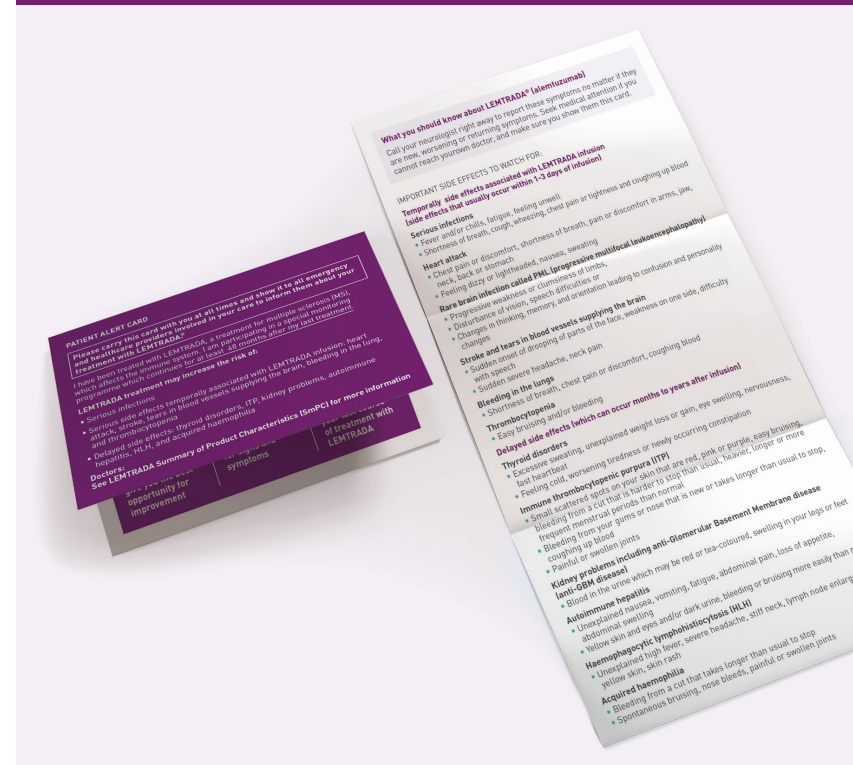 PATIENT ALERT CARD
Please carry this card with you at all times and show it to all emergency
and healthcare providers involved in your care to inform them about your
treatment with LEMTRADA®
I have been treated with LEMTRADA, a treatment for multiple sclerosis (MS),
which affects the immune system. I am participating in a special monitoring
programme which continues for at least 48 months after my last treatment.
LEMTRADA treatment may increase the risk of:
• Serious infections
• Serious side effects temporally associated with LEMTRADA infusion: heart
attack, stroke, tears in blood vessels supplying the brain, bleeding in the lung,
and thrombocytopenia
• Delayed side effects: thyroid disorders, ITP, kidney problems, autoimmune
hepatitis, HLH, and acquired haemophilia
Doctors:
See LEMTRADA Summary of Product Characteristics (SmPC) for more information
give you the
opportunity for
improvement
symptoms
of treatment with
LEMTRADA
What you should know about LEMTRADA® (alemtuzumab)
Call your neurologist right away to report these symptoms no matter if they
are new, worsening or returning symptoms. Seek medical attention if you
cannot reach yourown doctor, and make sure you show them this card.
IMPORTANT SIDE EFFECTS TO WATCH FOR:
Temporally side effects associated with LEMTRADA infusion
(side effects that usually occur within 1-3 days of infusion)
Serious infections
• Fever and/or chills, fatigue, feeling unwell
• Shortness of breath, cough, wheezing, chest pain or tightness and coughing up blood
Heart attack
• Chest pain or discomfort, shortness of breath, pain or discomfort in arms, jaw,
neck, back or stomach
• Feeling dizzy or lightheaded, nausea, sweating
Rare brain infection called PML (progressive multifocal leukoencephalopathy)
• Progressive weakness or clumsiness of limbs,
• Disturbance of vision, speech difficulties or
• Changes in thinking, memory, and orientation leading to confusion and personality
changes
Stroke and tears in blood vessels supplying the brain
• Sudden onset of drooping of parts of the face, weakness on one side, difficulty
with speech
• Sudden severe headache, neck pain
Bleeding in the lungs
• Shortness of breath, chest pain or discomfort, coughing blood
Thrombocytopenia
• Easy bruising and/or bleeding
• Delayed side effects (which can occur months to years after infusion)
Thyroid disorders
• Excessive sweating, unexplained weight loss or gain, eye swelling, nervousness,
fast heartbeat
• Feeling cold, worsening tiredness or newly occurring constipation
Immune thrombocytopenic purpura (ITP)
• Small scattered spots on your skin that are red, pink or purple, easy bruising,
bleeding from a cut that is harder to stop than usual, heavier, longer or more
frequent menstrual periods than normal
• Bleeding from your gums or nose that is new or takes longer than usual to stop,
coughing up blood
• Painful or swollen joints
Kidney problems including anti-Glomerular Basement Membrane disease
(anti-GBM disease)
• Blood in the urine which may be red or tea-coloured, swelling in your legs or feet
Autoimmune hepatitis
• Unexplained nausea, vomiting, fatigue, abdominal pain, loss of appetite,
abdominal swelling
• Yellow skin and eyes and/or dark urine, bleeding or bruising more easily than
Haemophagocytic lymphohistiocytosis (HLH)
• Unexplained high fever, severe headache, stiff neck, lymph node
yellow skin, skin rash
Acquired haemophilia
• Bleeding from a cut that takes longer than usual to stop
• Spontaneous bruising, nose bleeds, painful or swollen joints